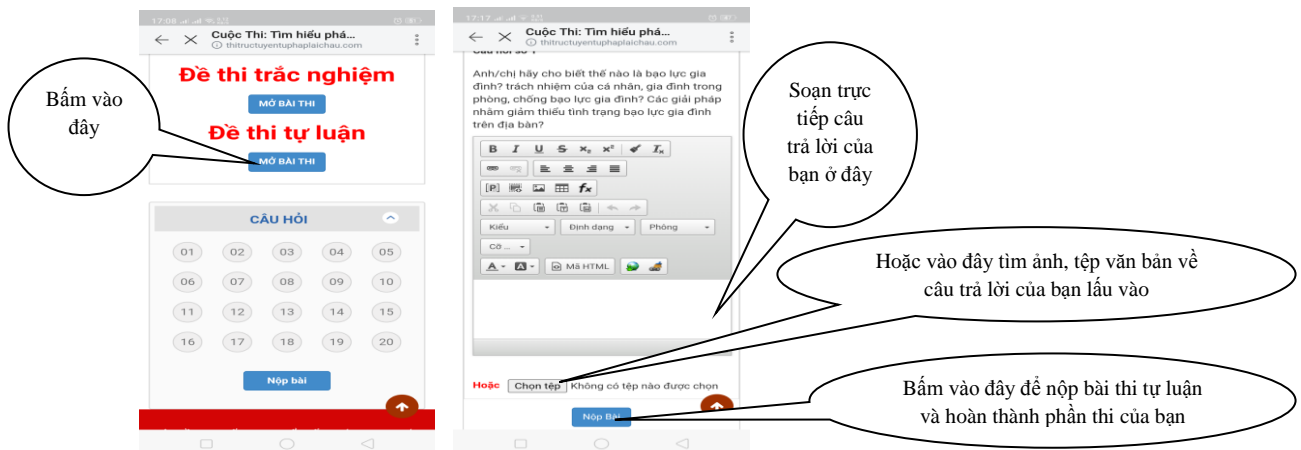 Bấm vào
đây
17:08
Cuộc Thi: Tìm hiểu phá...
thitructuyentuphaplaichau.com
Đề thi trắc nghiệm
MỞ BÀI THI
Đề thi tự luận
MỞ BÀI THI
CÂU HỎI
01 02 03 04 05
06 07 08 09 10
11 12 13 14 15
16 17 18 19 20
Nộp bài
17:17
Cuộc Thi: Tìm hiểu phá...
thitructuyentuphaplaichau.com
Anh/chị hãy cho biết thế nào là bạo lực gia
đình? trách nhiệm của cá nhân, gia đình trong
phòng, chống bạo lực gia đình? Các giải pháp
nhằm giảm thiểu tình trạng bạo lực gia đình
trên địa bàn?
B I U S x₂ x² Iₓ
[P] fx
Kiểu Định dạng Phông
Cỡ ...
A A Mã HTML
Hoặc Chọn tệp Không có tệp nào được chọn
Nộp Bài
Soạn trực
tiếp câu
trả lời của
bạn ở đây
Hoặc vào đây tìm ảnh, tệp văn bản về
câu trả lời của bạn lấu vào
Bấm vào đây để nộp bài thi tự luận
và hoàn thành phần thi của bạn